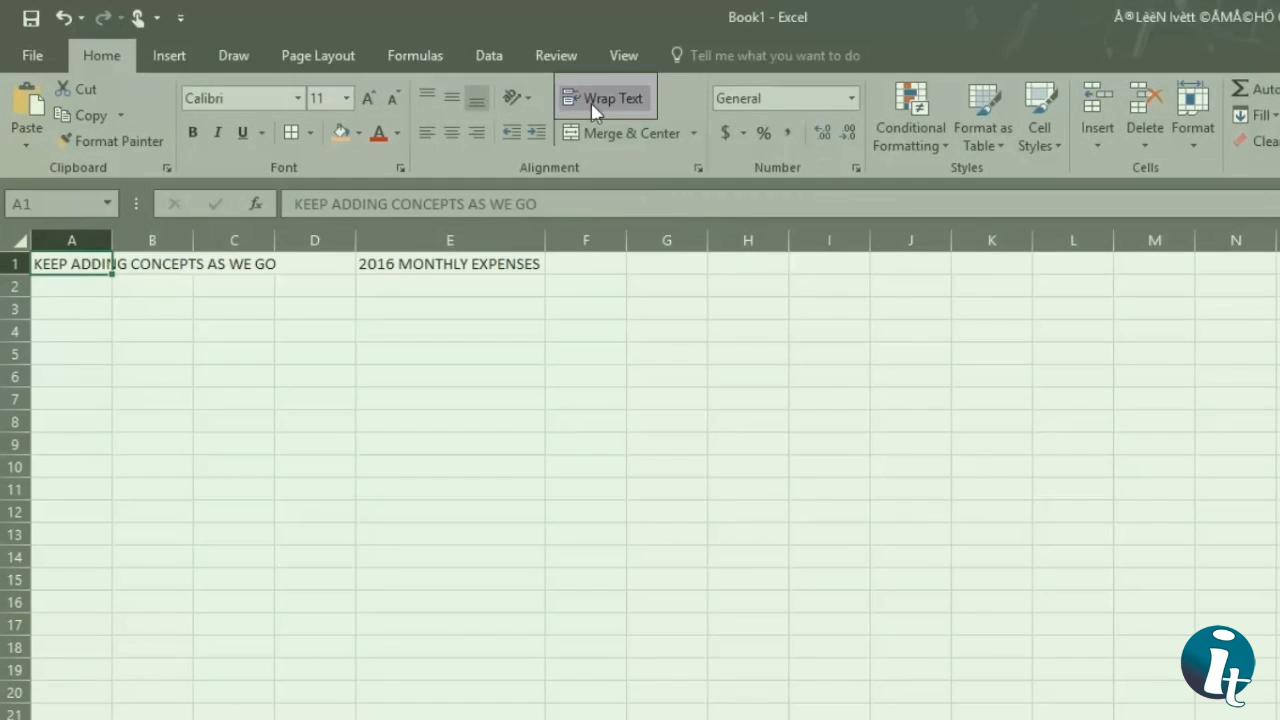 Book1 - Excel
File Home Insert Draw Page Layout Formulas Data Review View Tell me what you want to do
Cut
Copy
Format Painter
Paste
Clipboard
Calibri 11
B I U A
Font
Wrap Text
Merge & Center
Alignment
General
$ % ,
Number
Conditional Formatting
Format as Table
Cell Styles
Styles
Insert Delete Format
Cells
Fill
A1 fx KEEP ADDING CONCEPTS AS WE GO
A B C D E F G H I J K L M N
1 KEEP ADDING CONCEPTS AS WE GO 2016 MONTHLY EXPENSES
2
3
4
5
6
7
8
9
10
11
12
13
14
15
16
17
18
19
20
21
It